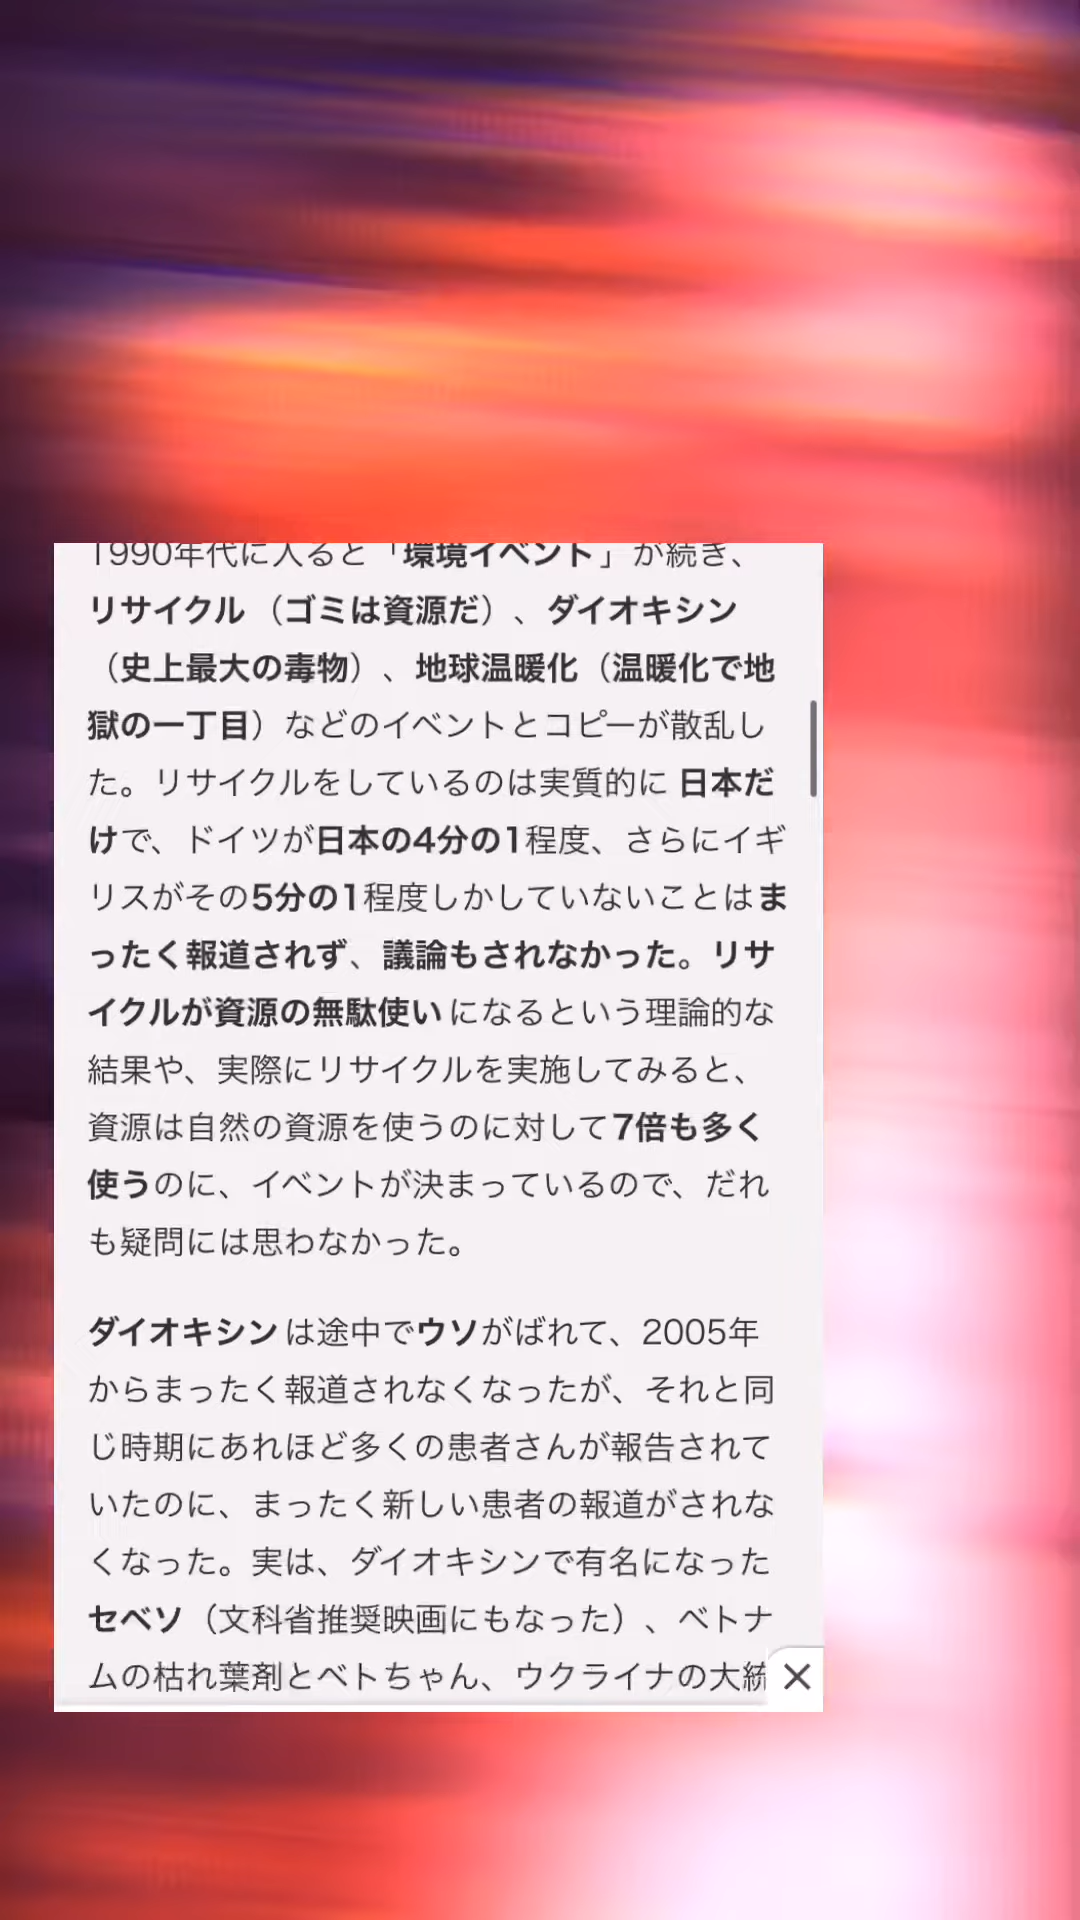 1990年代に入ると「環境イベント」が続き、
リサイクル（ゴミは資源だ）、ダイオキシン
（史上最大の毒物）、地球温暖化（温暖化で地
獄の一丁目）などのイベントとコピーが散乱し
た。リサイクルをしているのは実質的に 日本だ
けで、ドイツが日本の4分の1程度、さらにイギ
リスがその5分の1程度しかしていないことはま
ったく報道されず、議論もされなかった。リサ
イクルが資源の無駄使いになるという理論的な
結果や、実際にリサイクルを実施してみると、
資源は自然の資源を使うのに対して7倍も多く
使うのに、イベントが決まっているので、だれ
も疑問には思わなかった。
ダイオキシンは途中でウソがばれて、2005年
からまったく報道されなくなったが、それと同
じ時期にあれほど多くの患者さんが報告されて
いたのに、まったく新しい患者の報道がされな
くなった。実は、ダイオキシンで有名になった
セベソ（文科省推奨映画にもなった）、ベトナ
ムの枯れ葉剤とベトちゃん、ウクライナの大統